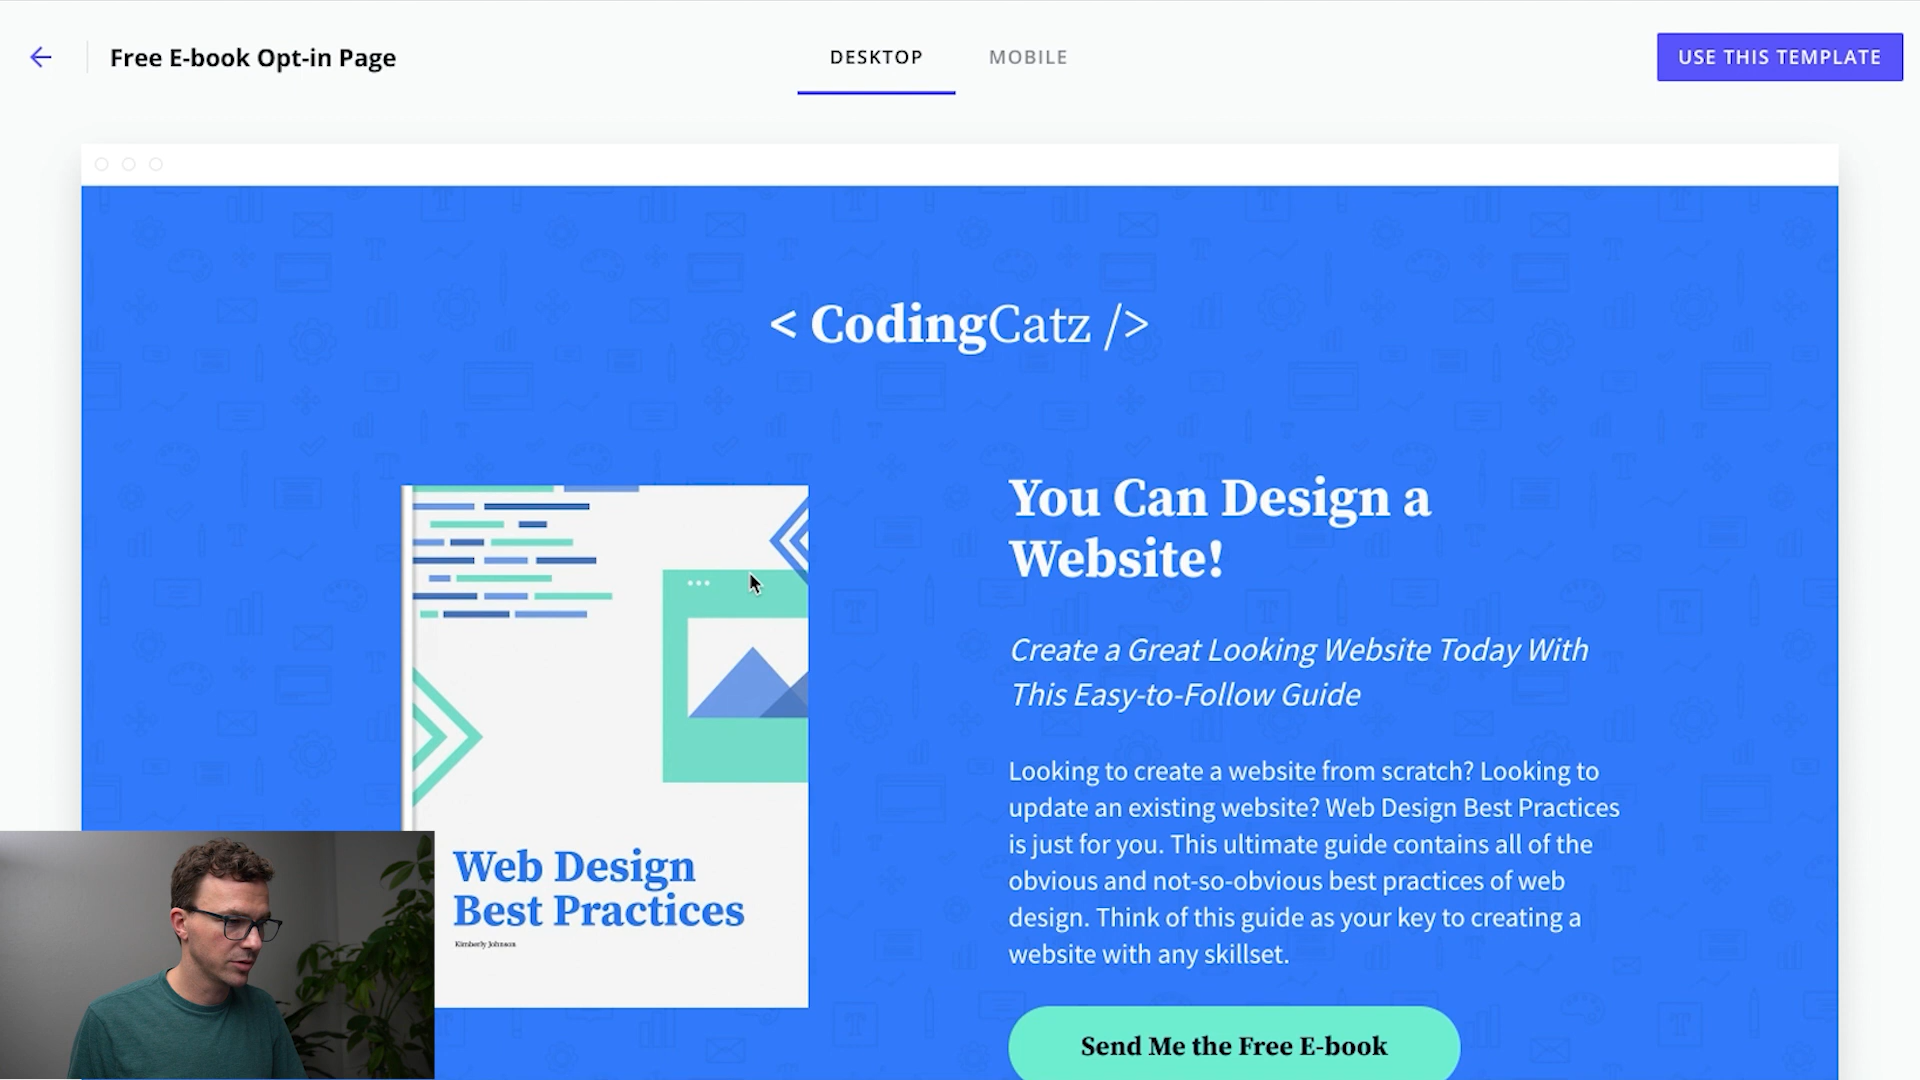 Free E-book Opt-in Page
DESKTOP
MOBILE
USE THIS TEMPLATE
< CodingCatz />
You Can Design a
Website!
Create a Great Looking Website Today With
This Easy-to-Follow Guide
Looking to create a website from scratch? Looking to
update an existing website? Web Design Best Practices
is just for you. This ultimate guide contains all of the
obvious and not-so-obvious best practices of web
design. Think of this guide as your key to creating a
website with any skillset.
Send Me the Free E-book
Web Design
Best Practices
Kimberly Johnson